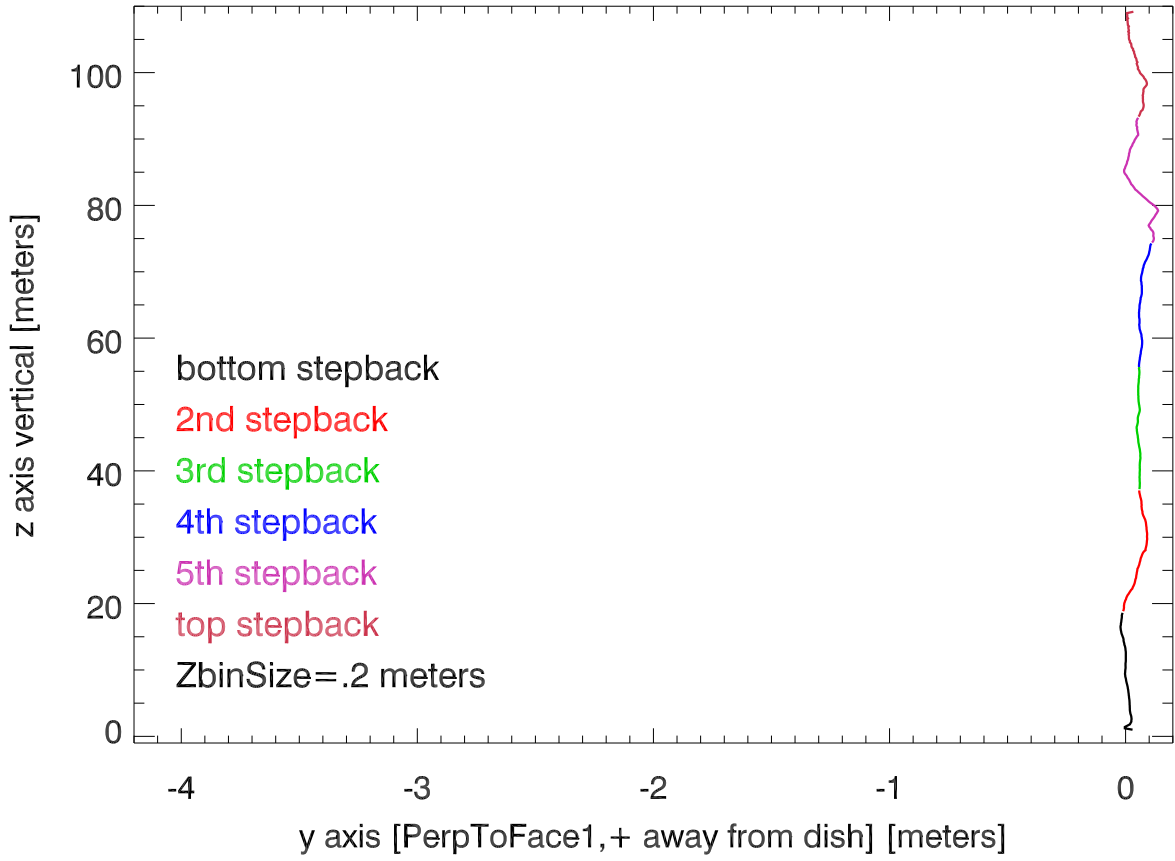 100
80
60
40
20
0
z axis vertical [meters]
bottom stepback
2nd stepback
3rd stepback
4th stepback
5th stepback
top stepback
ZbinSize=.2 meters
-4 -3 -2 -1 0
y axis [PerpToFace1,+ away from dish] [meters]